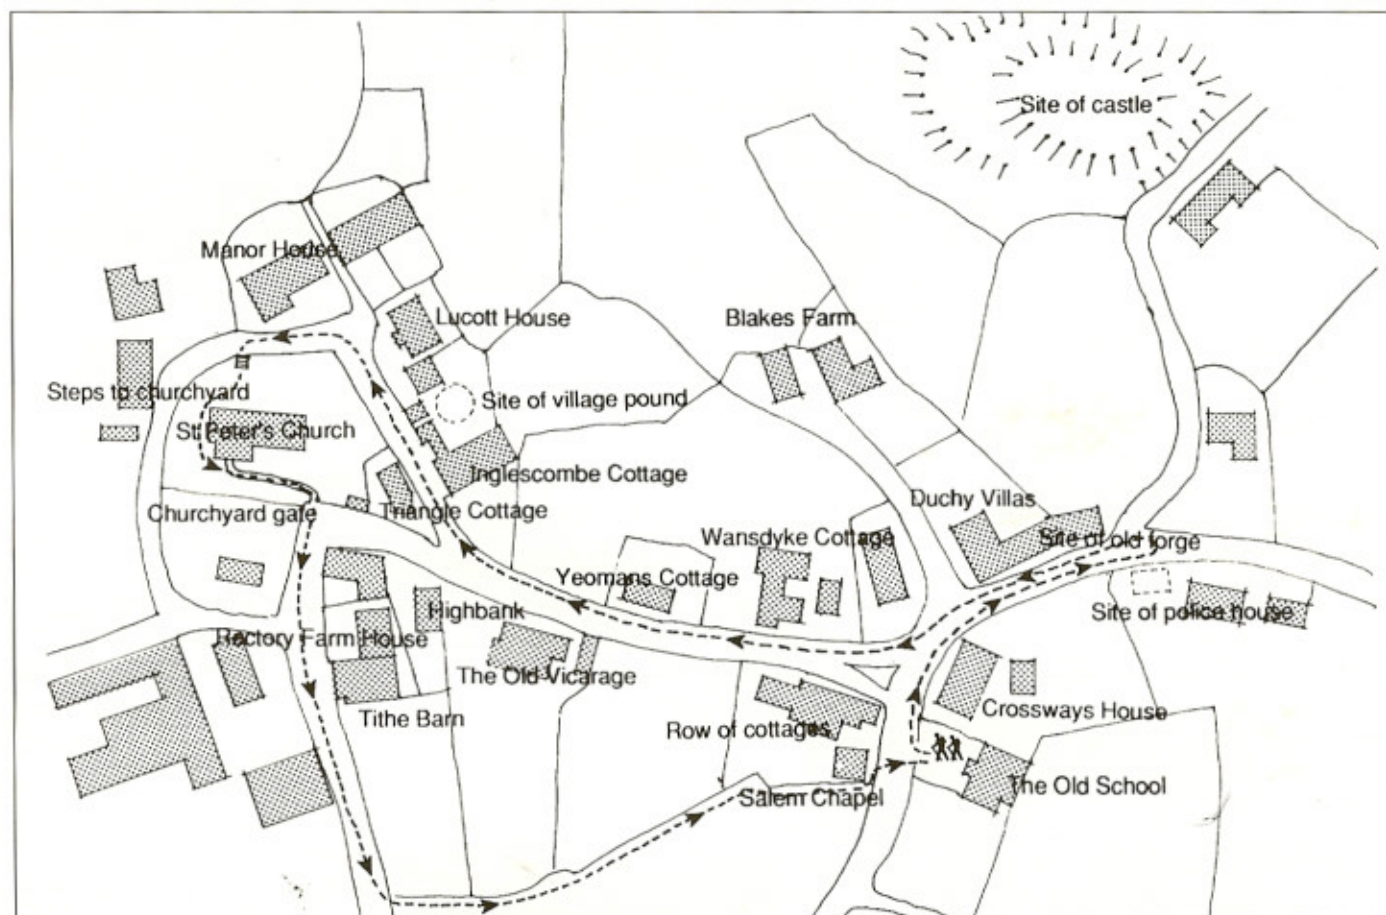 Site of castle
Manor House
Lucott House
Blakes Farm
Steps to churchyard
Site of village pound
St Peter's Church
Inglescombe Cottage
Churchyard gate
Triangle Cottage
Duchy Villas
Wansdyke Cottage
Site of old forge
Yeomans Cottage
Highbank
Site of police house
Rectory Farm House
The Old Vicarage
Tithe Barn
Row of cottages
Crossways House
Salem Chapel
The Old School